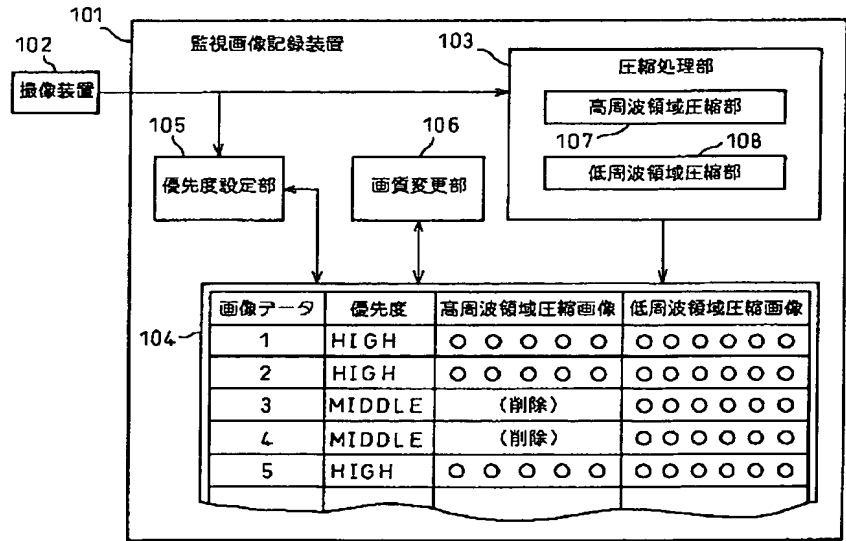 101
102
撮像装置
監視画像記録装置
103
圧縮処理部
高周波領域圧縮部
107
108
低周波領域圧縮部
105
優先度設定部
106
画質変更部
104
画像データ 優先度 高周波領域圧縮画像 低周波領域圧縮画像
1 HIGH ○ ○ ○ ○ ○ ○ ○ ○ ○ ○ ○
2 HIGH ○ ○ ○ ○ ○ ○ ○ ○ ○ ○ ○
3 MIDDLE (削除) ○ ○ ○ ○ ○ ○
4 MIDDLE (削除) ○ ○ ○ ○ ○ ○
5 HIGH ○ ○ ○ ○ ○ ○ ○ ○ ○ ○ ○